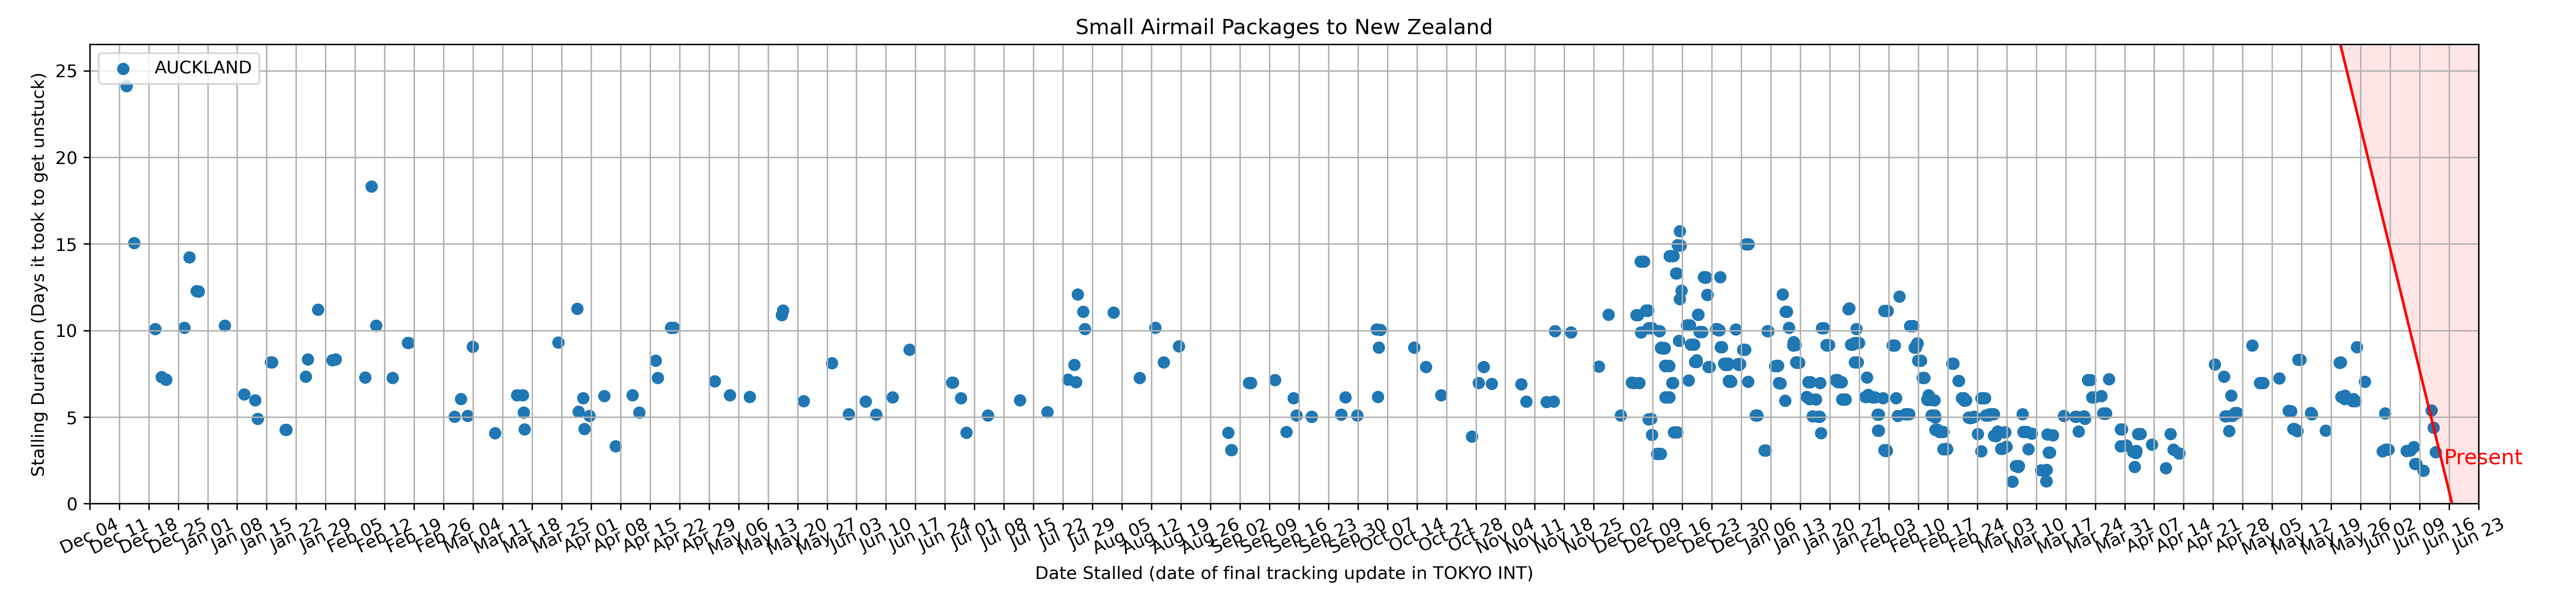 Small Airmail Packages to New Zealand
AUCKLAND
Stalling Duration (Days it took to get unstuck)
25
20
15
10
5
0
Present
Dec 04
Dec 11
Dec 18
Dec 25
Jan 01
Jan 08
Jan 15
Jan 22
Jan 29
Feb 05
Feb 12
Feb 19
Feb 26
Mar 04
Mar 11
Mar 18
Mar 25
Apr 01
Apr 08
Apr 15
Apr 22
Apr 29
May 06
May 13
May 20
May 27
Jun 03
Jun 10
Jun 17
Jun 24
Jul 01
Jul 08
Jul 15
Jul 22
Jul 29
Aug 05
Aug 12
Aug 19
Aug 26
Sep 02
Sep 09
Sep 16
Sep 23
Sep 30
Oct 07
Oct 14
Oct 21
Oct 28
Nov 04
Nov 11
Nov 18
Nov 25
Dec 02
Dec 09
Dec 16
Dec 23
Dec 30
Jan 06
Jan 13
Jan 20
Jan 27
Feb 03
Feb 10
Feb 17
Feb 24
Mar 03
Mar 10
Mar 17
Mar 24
Mar 31
Apr 07
Apr 14
Apr 21
Apr 28
May 05
May 12
May 19
May 26
Jun 02
Jun 09
Jun 16
Jun 23
Date Stalled (date of final tracking update in TOKYO INT)